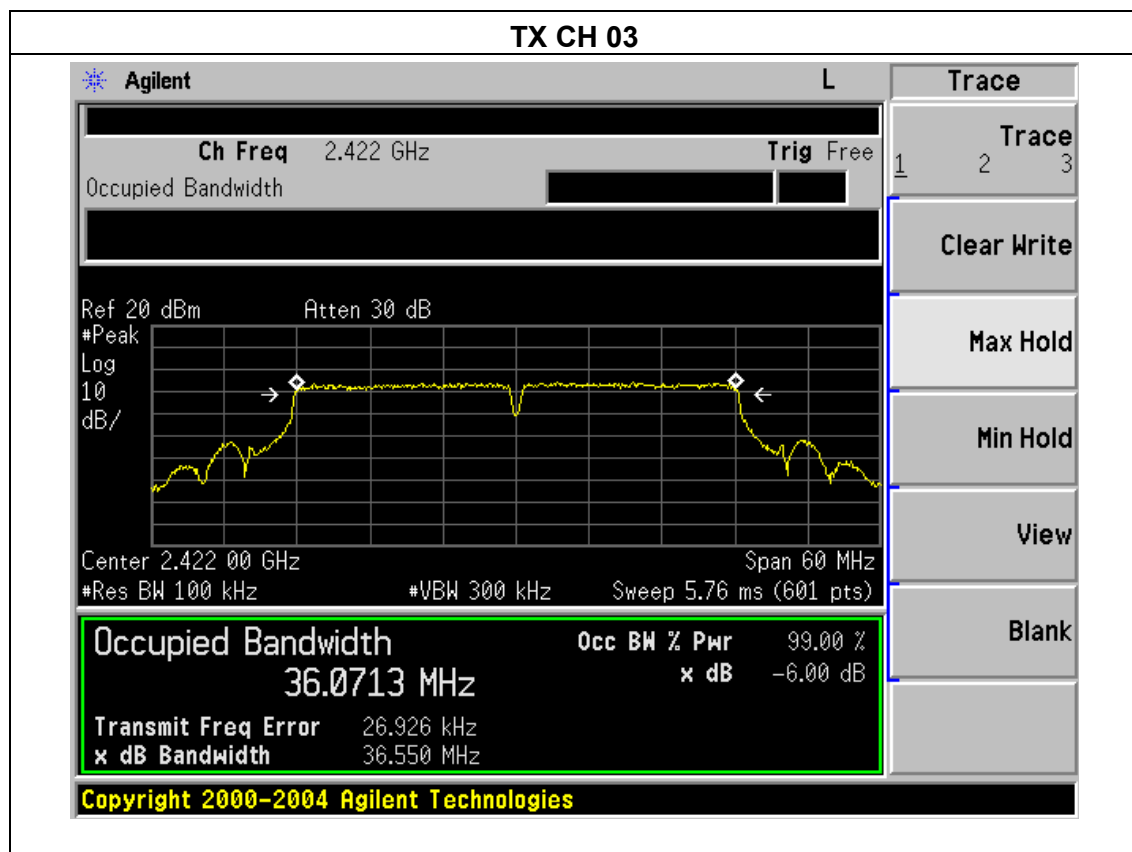 TX CH 03
Agilent L Trace
Ch Freq 2.422 GHz Trig Free
Occupied Bandwidth
Trace
1 2 3
Clear Write
Max Hold
Min Hold
View
Blank
Ref 20 dBm Atten 30 dB
#Peak
Log
10
dB/
Center 2.422 00 GHz Span 60 MHz
#Res BW 100 kHz #VBW 300 kHz Sweep 5.76 ms (601 pts)
Occupied Bandwidth Occ BW % Pwr 99.00 %
36.0713 MHz x dB -6.00 dB
Transmit Freq Error 26.926 kHz
x dB Bandwidth 36.550 MHz
Copyright 2000-2004 Agilent Technologies